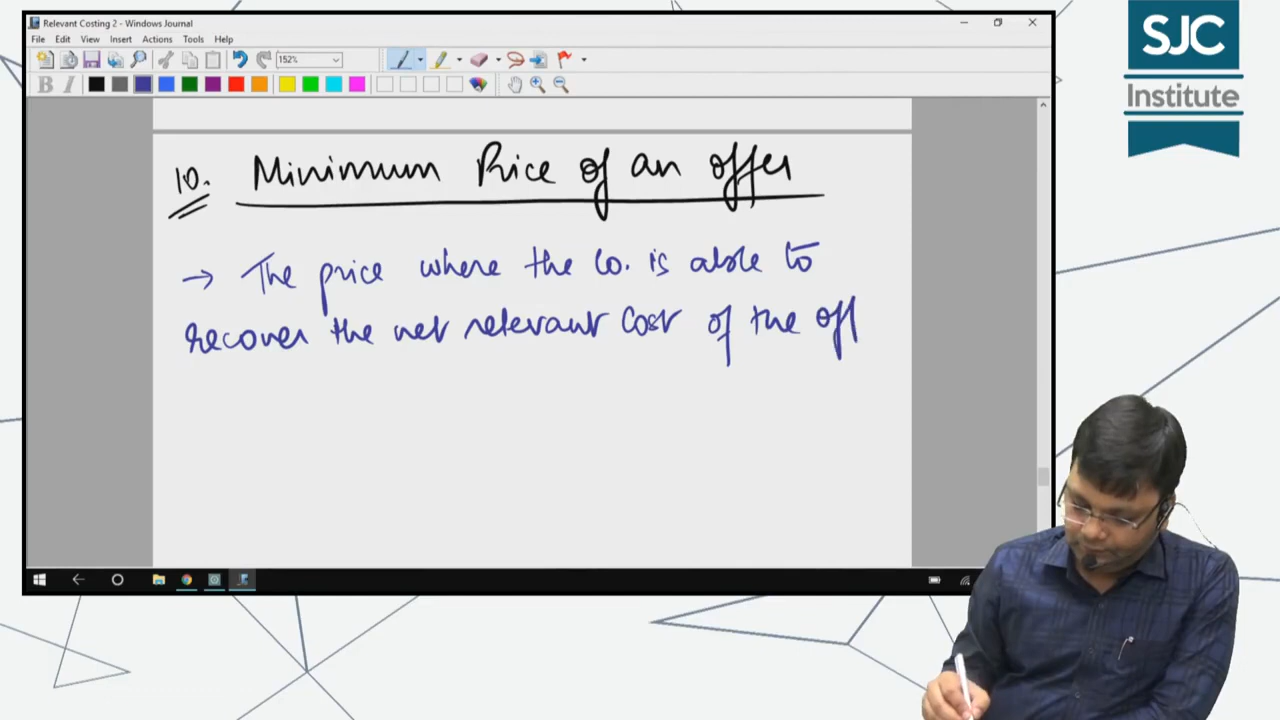 Relevant Costing 2 - Windows Journal
File Edit View Insert Actions Tools Help
152%
B I
SJC
Institute
10. Minimum Price of an offer
→ The price where the Co. is able to
recover the net relevant Cost of the off